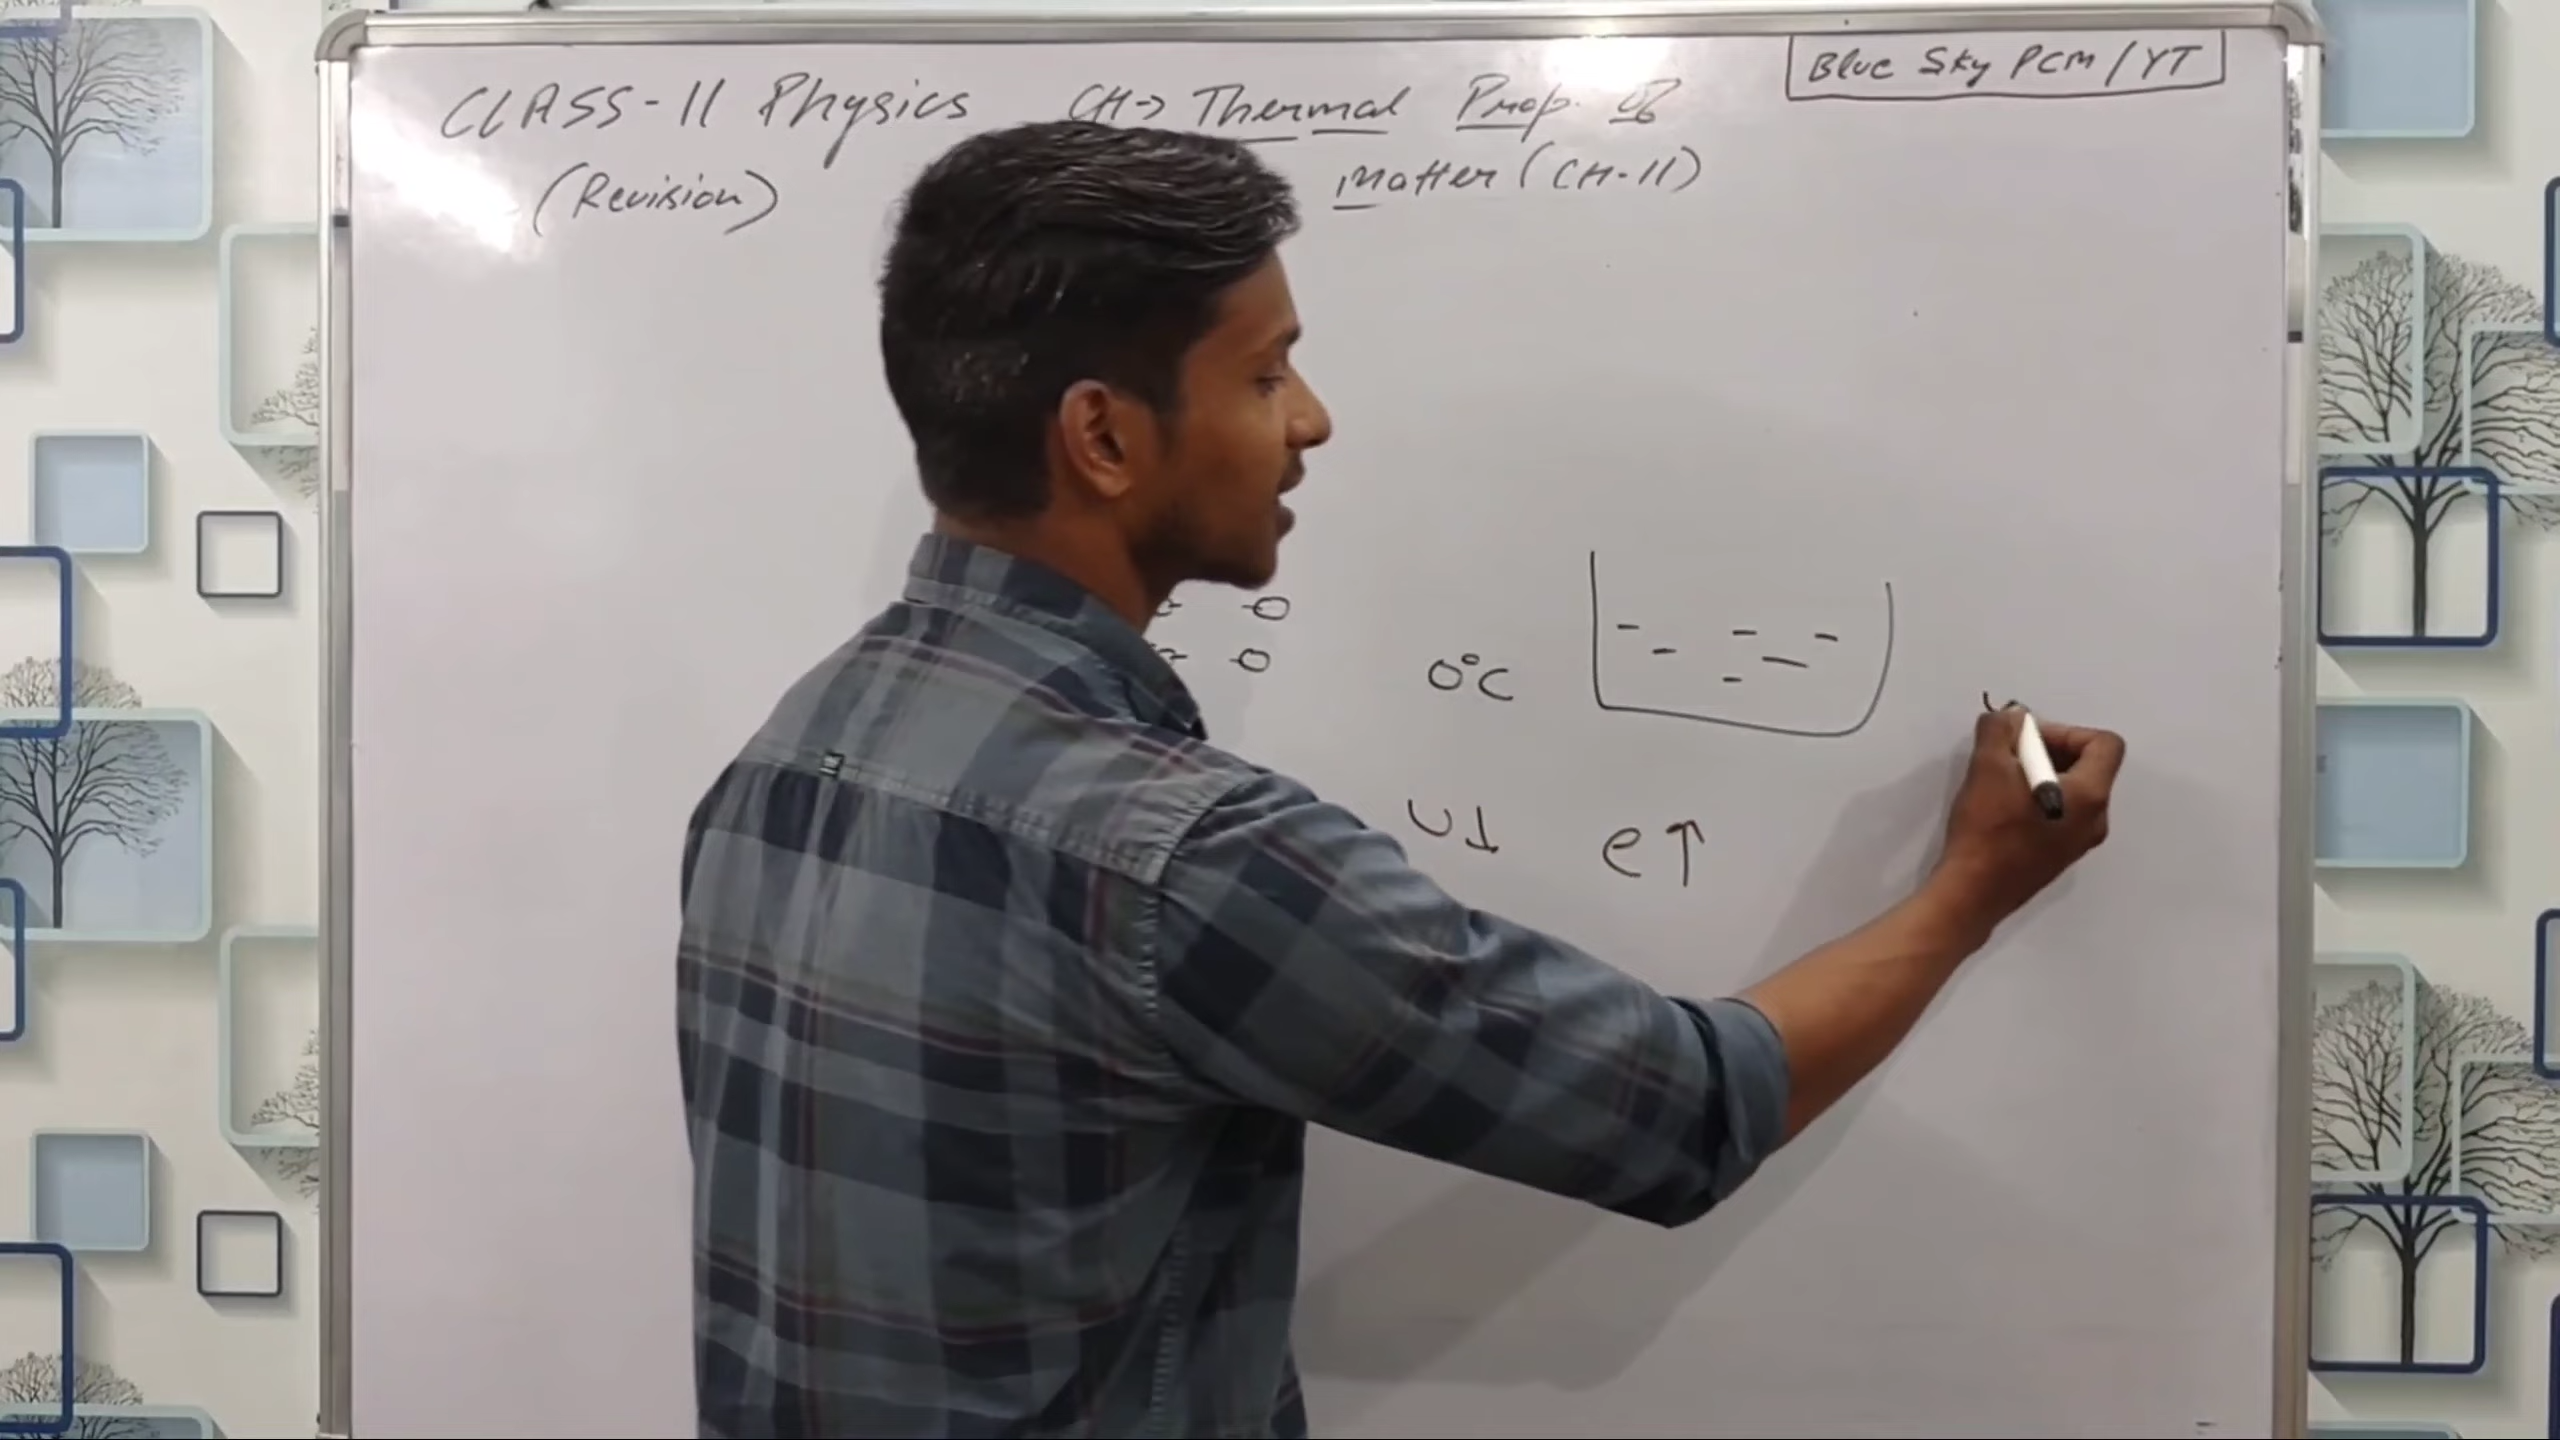 Blue Sky PCM/YT
CLASS-11 Physics CH→ Thermal Prop. of
(Revision) Matter (CH-11)
0°C
U↓ e↑